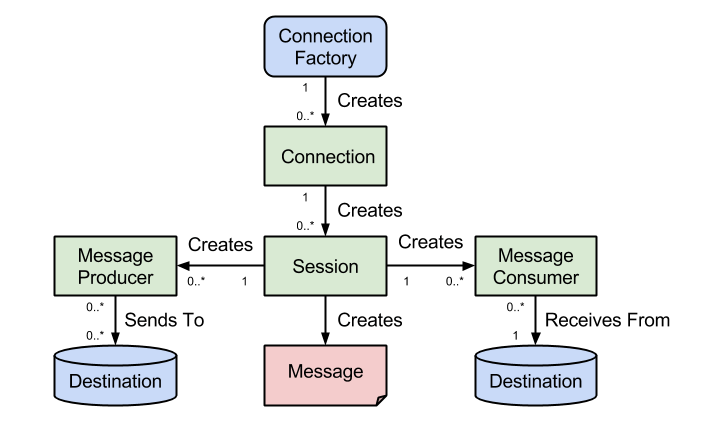 Connection
Factory
1
Creates
0..*
Connection
1
Creates
0..*
Message
Producer
Creates
0..*
1
Session
Creates
1
0..*
Message
Consumer
0..*
Sends To
0..*
Creates
0..*
Receives From
1
Destination
Message
Destination